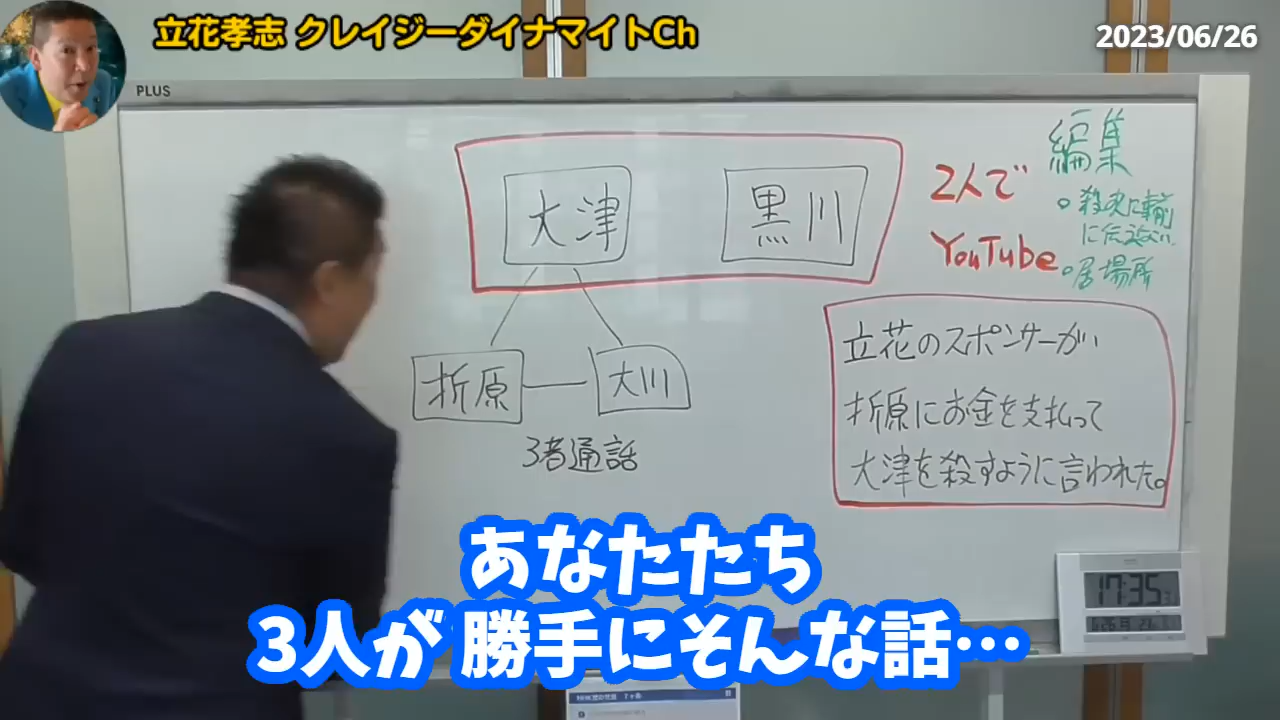 立花孝志 クレイジーダイナマイトCh
2023/06/26
PLUS
編集
大津
黒川
2人で
YouTube
居場所
折原
大川
3者通話
立花のスポンサーが
折原にお金を支払って
大津を殺すように言われた。
あなたたち
3人が 勝手にそんな話…
17:35